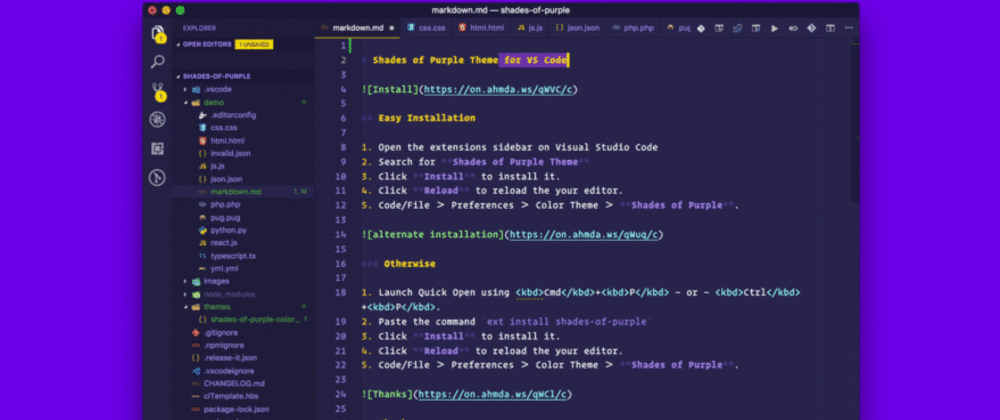 markdown.md — shades-of-purple
EXPLORER
OPEN EDITORS 1 UNSAVED
SHADES-OF-PURPLE
.vscode
demo
.editorconfig
css.css
html.html
invalid.json
js.js
json.json
markdown.md 1, M
php.php
pug.pug
python.py
react.js
typescript.ts
yml.yml
images
node_modules
themes
shades-of-purple-color... 1
.gitignore
.npmignore
.release-it.json
.vscodeignore
CHANGELOG.md
clTemplate.hbs
package-lock.json
markdown.md css.css html.html js.js json.json php.php pug
1
2 # Shades of Purple Theme for VS Code
3
4 ![Install](https://on.ahmda.ws/qWVC/c)
5
6 ## Easy Installation
7
8 1. Open the extensions sidebar on Visual Studio Code
9 2. Search for **Shades of Purple Theme**
10 3. Click **Install** to install it.
11 4. Click **Reload** to reload the your editor.
12 5. Code/File > Preferences > Color Theme > **Shades of Purple**.
13
14 ![alternate installation](https://on.ahmda.ws/qWuq/c)
15
16 ### Otherwise
17
18 1. Launch Quick Open using <kbd>Cmd</kbd>+<kbd>P</kbd> - or - <kbd>Ctrl</kbd>
+<kbd>P</kbd>.
19 2. Paste the command ext install shades-of-purple
20 3. Click **Install** to install it.
21 4. Click **Reload** to reload the your editor.
22 5. Code/File > Preferences > Color Theme > **Shades of Purple**.
23
24 ![Thanks](https://on.ahmda.ws/qWCl/c)
25